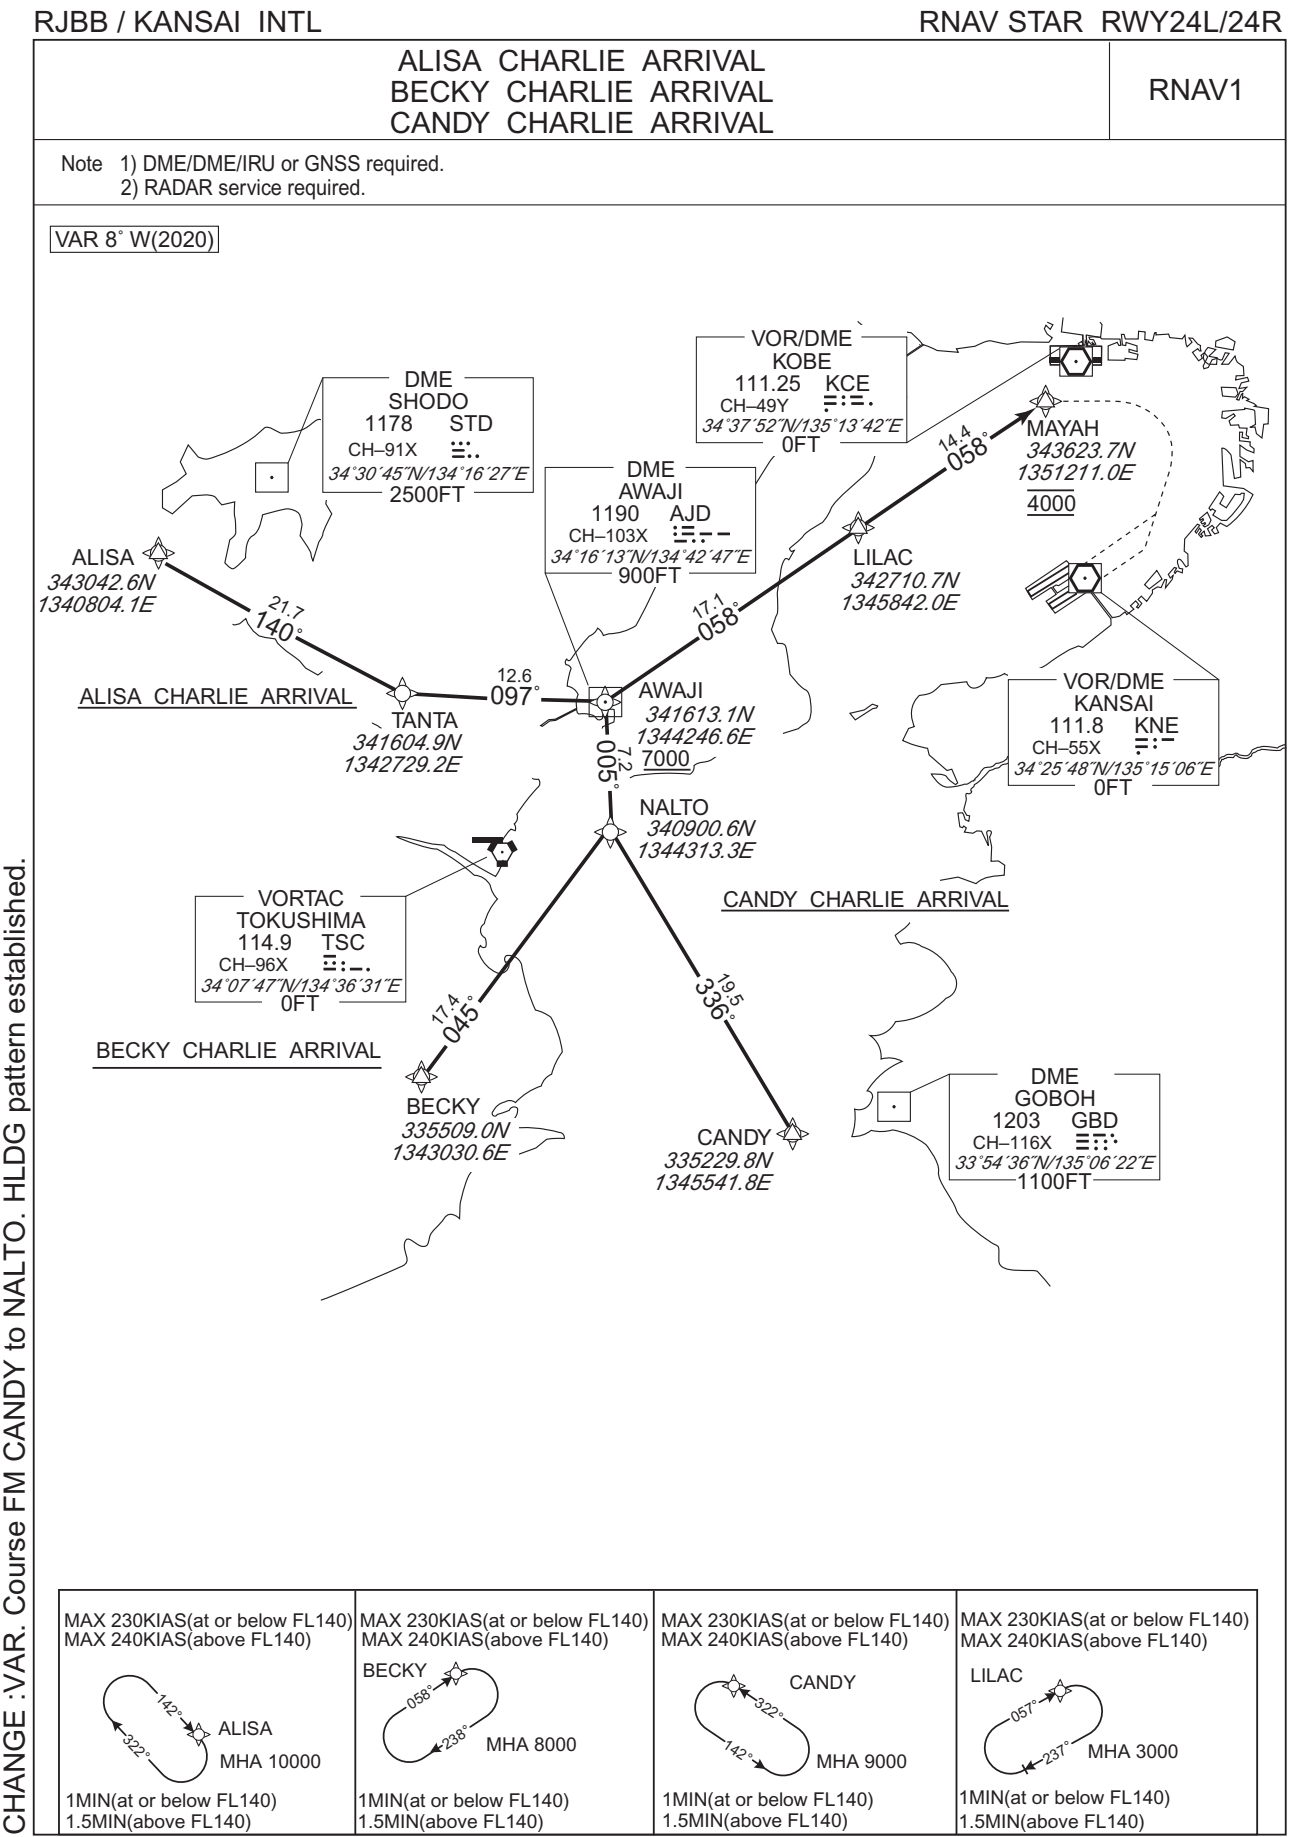 RJBB / KANSAI INTL
RNAV STAR RWY24L/24R
ALISA CHARLIE ARRIVAL
BECKY CHARLIE ARRIVAL
CANDY CHARLIE ARRIVAL
RNAV1
Note 1) DME/DME/IRU or GNSS required.
2) RADAR service required.
VAR 8° W(2020)
VOR/DME
KOBE
111.25 KCE
CH–49Y
34°37´52˝N/135°13´42˝E
0FT
DME
SHODO
1178 STD
CH–91X
34°30´45˝N/134°16´27˝E
2500FT
DME
AWAJI
1190 AJD
CH–103X
34°16´13˝N/134°42´47˝E
900FT
MAYAH
343623.7N
1351211.0E
4000
14.4
058°
ALISA
343042.6N
1340804.1E
LILAC
342710.7N
1345842.0E
21.7
140°
17.1
058°
12.6
097°
ALISA CHARLIE ARRIVAL
TANTA
341604.9N
1342729.2E
AWAJI
341613.1N
1344246.6E
7000
VOR/DME
KANSAI
111.8 KNE
CH–55X
34°25´48˝N/135°15´06˝E
0FT
7.2
005°
NALTO
340900.6N
1344313.3E
VORTAC
TOKUSHIMA
114.9 TSC
CH–96X
34°07´47˝N/134°36´31˝E
0FT
CANDY CHARLIE ARRIVAL
17.4
045°
19.5
336°
BECKY CHARLIE ARRIVAL
BECKY
335509.0N
1343030.6E
CANDY
335229.8N
1345541.8E
DME
GOBOH
1203 GBD
CH–116X
33°54´36˝N/135°06´22˝E
1100FT
CHANGE :VAR. Course FM CANDY to NALTO. HLDG pattern established.
MAX 230KIAS(at or below FL140)
MAX 240KIAS(above FL140)
142°
322°
ALISA
MHA 10000
1MIN(at or below FL140)
1.5MIN(above FL140)
MAX 230KIAS(at or below FL140)
MAX 240KIAS(above FL140)
BECKY
058°
238°
MHA 8000
1MIN(at or below FL140)
1.5MIN(above FL140)
MAX 230KIAS(at or below FL140)
MAX 240KIAS(above FL140)
CANDY
322°
142°
MHA 9000
1MIN(at or below FL140)
1.5MIN(above FL140)
MAX 230KIAS(at or below FL140)
MAX 240KIAS(above FL140)
LILAC
057°
237°
MHA 3000
1MIN(at or below FL140)
1.5MIN(above FL140)